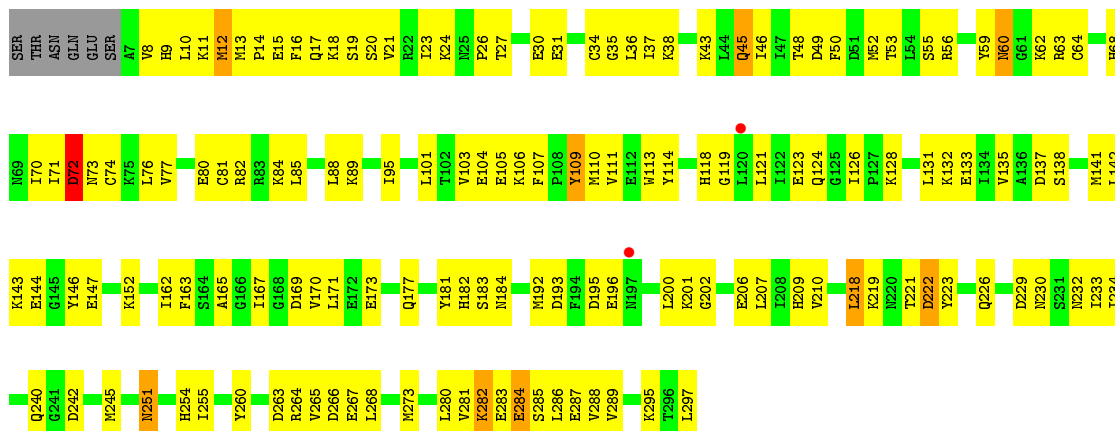 SER THR ASN GLN GLU SER A7 V8 H9 L10 K11 M12 M13 P14 E15 F16 Q17 K18 S19 S20 V21 R22 I23 K24 N25 P26 T27 E30 E31 C34 G35 L36 I37 K38 K43 L44 Q45 I46 I47 T48 D49 F50 D51 M52 T53 L54 S55 R56 Y59 N60 G61 K62 R63 C64 H68
N69 I70 I71 D72 N73 C74 K75 L76 V77 E80 C81 R82 R83 K84 L85 L88 K89 I95 L101 T102 V103 E104 E105 K106 F107 P108 Y109 M110 V111 E112 W113 Y114 H118 G119 L120 L121 I122 E123 Q124 G125 I126 P127 K128 L131 K132 E133 I134 V135 A136 D137 S138 M141 L142
K143 E144 G145 Y146 E147 K152 I162 F163 S164 A165 G166 I167 G168 D169 V170 L171 E172 E173 Q177 Y181 H182 S183 N184 M192 D193 F194 D195 E196 N197 L200 K201 G202 E206 L207 I208 H209 V210 L218 K219 N220 T221 D222 Y223 Q226 D229 N230 S231 N232 I233
Q240 G241 D242 M245 N251 H254 I255 Y260 D263 R264 V265 D266 E267 L268 M273 L280 V281 K282 E283 E284 S285 L286 E287 V288 V289 K295 T296 L297